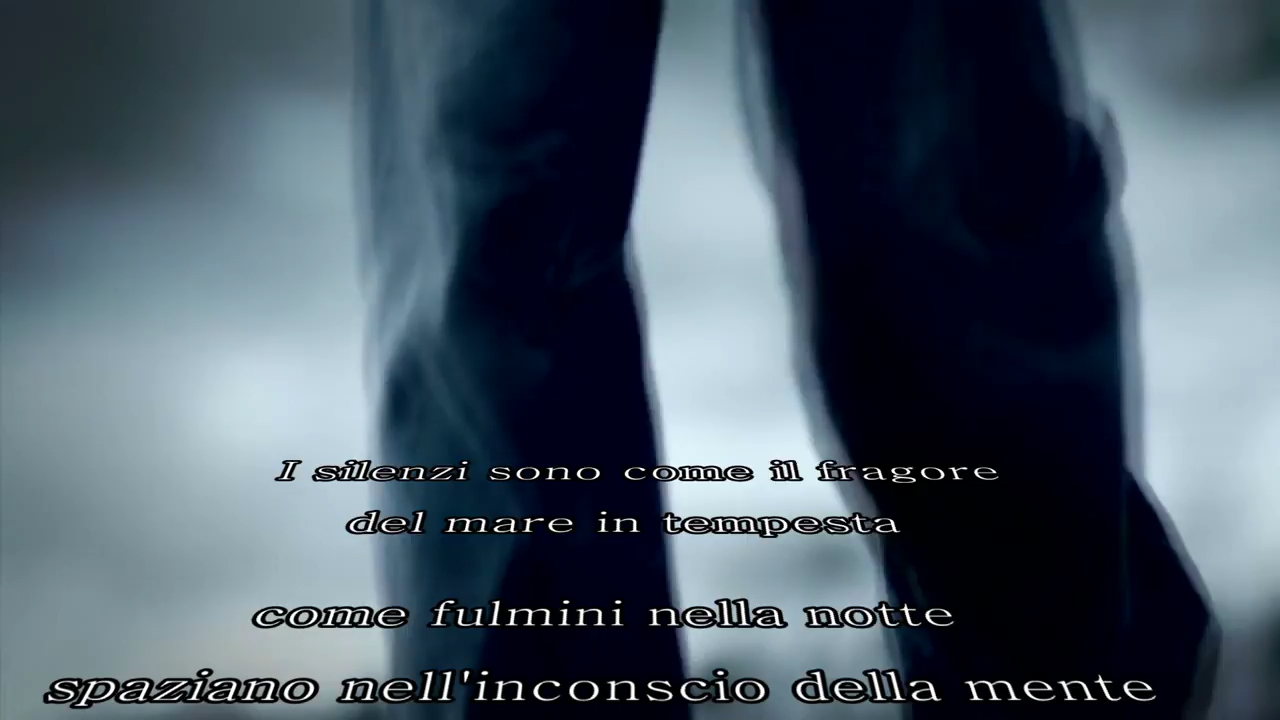 I silenzi sono come il fragore
del mare in tempesta
come fulmini nella notte
spaziano nell'inconscio della mente